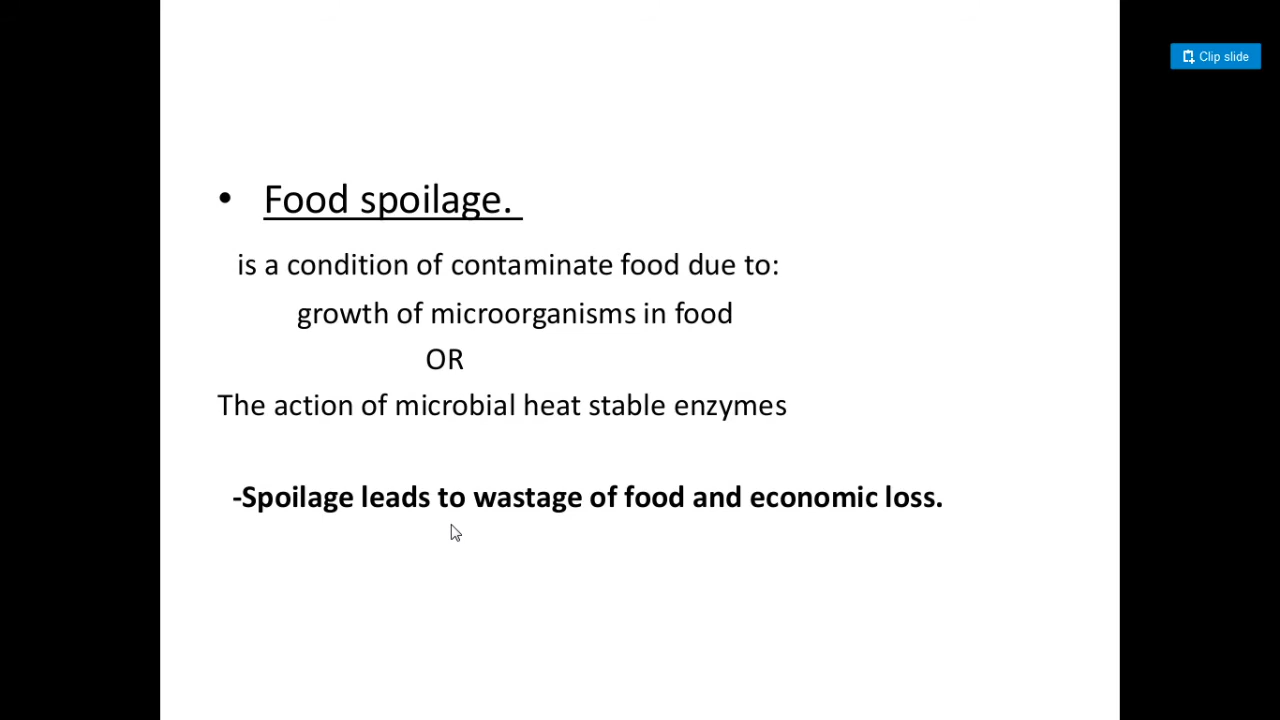 Clip slide
• Food spoilage.
is a condition of contaminate food due to:
growth of microorganisms in food
OR
The action of microbial heat stable enzymes
-Spoilage leads to wastage of food and economic loss.